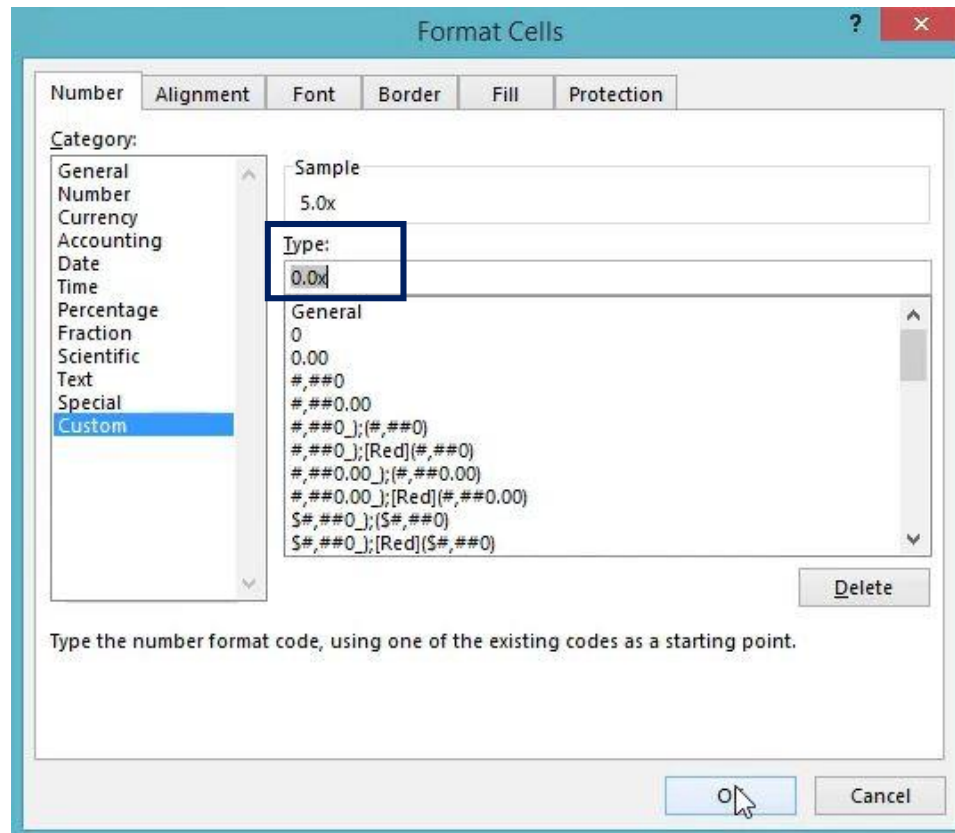 Format Cells ? ×
Number Alignment Font Border Fill Protection
Category:
General
Number
Currency
Accounting
Date
Time
Percentage
Fraction
Scientific
Text
Special
Custom
Sample
5.0x
Type:
0.0x
General
0
0.00
#,##0
#,##0.00
#,##0_);(#,##0)
#,##0_);[Red](#,##0)
#,##0.00_);(#,##0.00)
#,##0.00_);[Red](#,##0.00)
$#,##0_);($#,##0)
$#,##0_);[Red]($#,##0)
Delete
Type the number format code, using one of the existing codes as a starting point.
OK Cancel